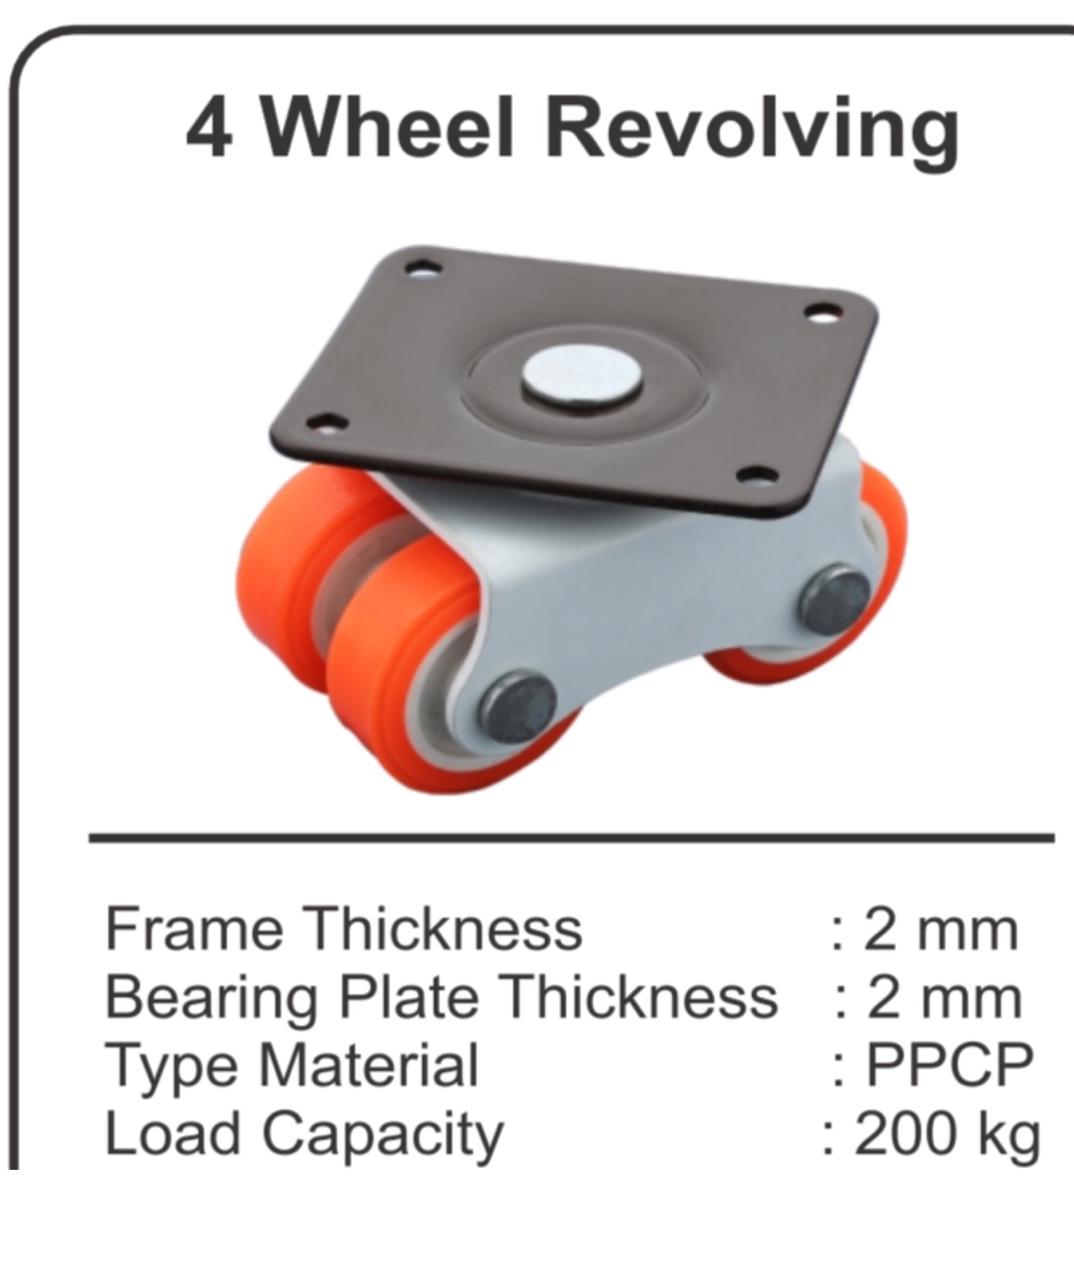 4 Wheel Revolving
Frame Thickness : 2 mm
Bearing Plate Thickness : 2 mm
Type Material : PPCP
Load Capacity : 200 kg